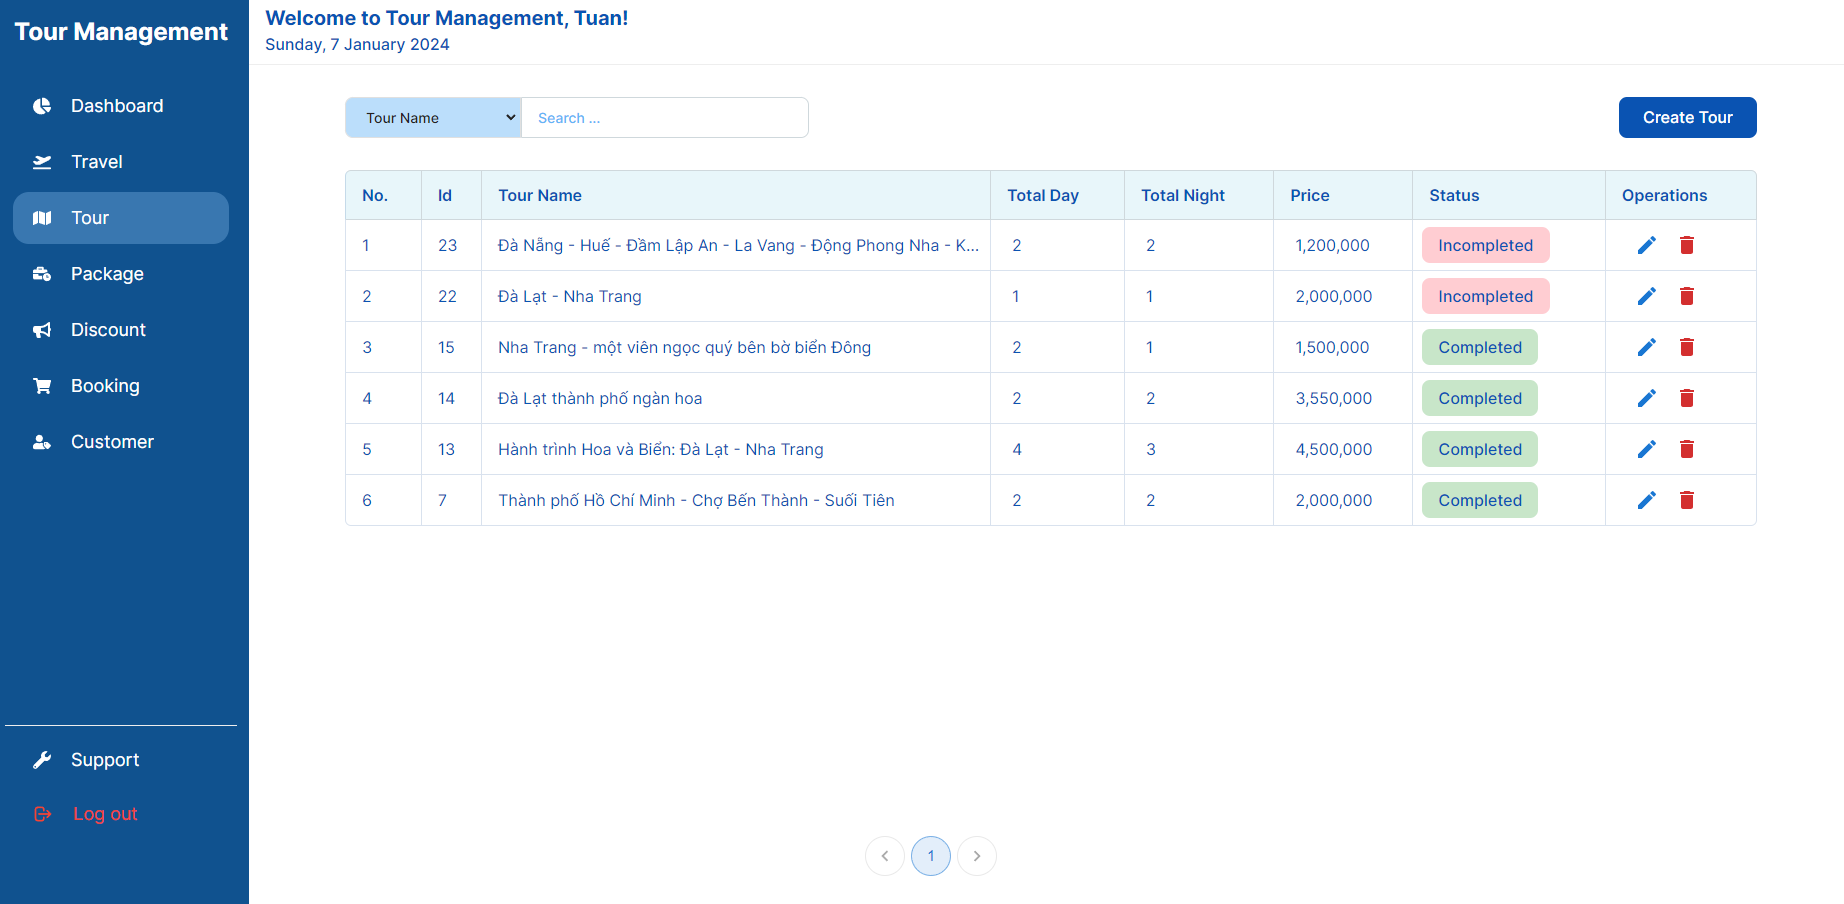 Tour Management
Dashboard
Travel
Tour
Package
Discount
Booking
Customer
Support
Log out
Welcome to Tour Management, Tuan!
Sunday, 7 January 2024
Tour Name Search ... Create Tour
No. Id Tour Name Total Day Total Night Price Status Operations
1 23 Đà Nẵng - Huế - Đầm Lập An - La Vang - Động Phong Nha - K... 2 2 1,200,000 Incompleted
2 22 Đà Lạt - Nha Trang 1 1 2,000,000 Incompleted
3 15 Nha Trang - một viên ngọc quý bên bờ biển Đông 2 1 1,500,000 Completed
4 14 Đà Lạt thành phố ngàn hoa 2 2 3,550,000 Completed
5 13 Hành trình Hoa và Biển: Đà Lạt - Nha Trang 4 3 4,500,000 Completed
6 7 Thành phố Hồ Chí Minh - Chợ Bến Thành - Suối Tiên 2 2 2,000,000 Completed
1